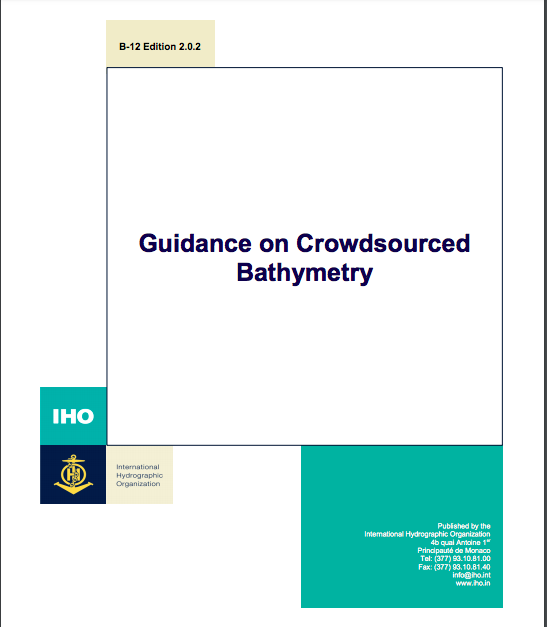 B-12 Edition 2.0.2
Guidance on Crowdsourced
Bathymetry
IHO
International
Hydrographic
Organization
Published by the
International Hydrographic Organization
4b quai Antoine 1er
Principauté de Monaco
Tel: (377) 93.10.81.00
Fax: (377) 93.10.81.40
info@iho.int
www.iho.in